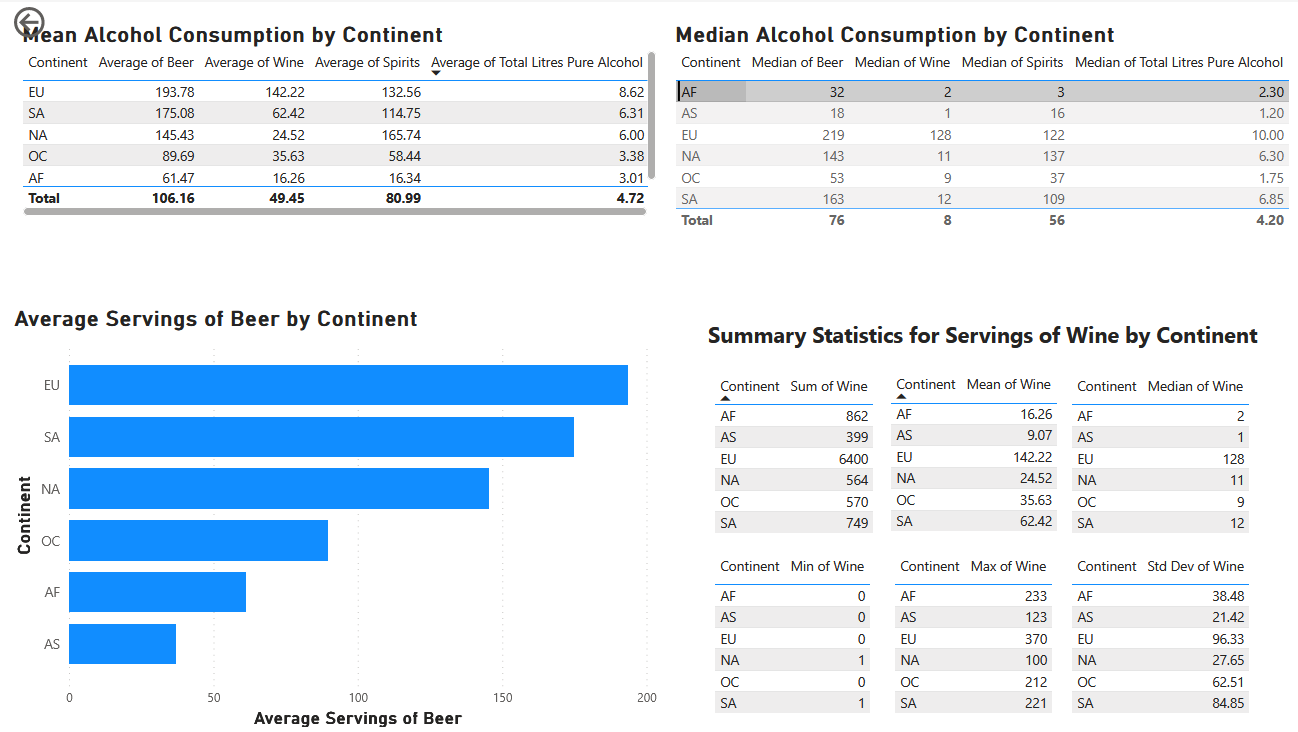 Mean Alcohol Consumption by Continent
Continent Average of Beer Average of Wine Average of Spirits Average of Total Litres Pure Alcohol
EU 193.78 142.22 132.56 8.62
SA 175.08 62.42 114.75 6.31
NA 145.43 24.52 165.74 6.00
OC 89.69 35.63 58.44 3.38
AF 61.47 16.26 16.34 3.01
Total 106.16 49.45 80.99 4.72
Median Alcohol Consumption by Continent
Continent Median of Beer Median of Wine Median of Spirits Median of Total Litres Pure Alcohol
AF 32 2 3 2.30
AS 18 1 16 1.20
EU 219 128 122 10.00
NA 143 11 137 6.30
OC 53 9 37 1.75
SA 163 12 109 6.85
Total 76 8 56 4.20
Average Servings of Beer by Continent
Continent
EU
SA
NA
OC
AF
AS
0 50 100 150 200
Average Servings of Beer
Summary Statistics for Servings of Wine by Continent
Continent Sum of Wine
AF 862
AS 399
EU 6400
NA 564
OC 570
SA 749
Continent Mean of Wine
AF 16.26
AS 9.07
EU 142.22
NA 24.52
OC 35.63
SA 62.42
Continent Median of Wine
AF 2
AS 1
EU 128
NA 11
OC 9
SA 12
Continent Min of Wine
AF 0
AS 0
EU 0
NA 1
OC 0
SA 1
Continent Max of Wine
AF 233
AS 123
EU 370
NA 100
OC 212
SA 221
Continent Std Dev of Wine
AF 38.48
AS 21.42
EU 96.33
NA 27.65
OC 62.51
SA 84.85